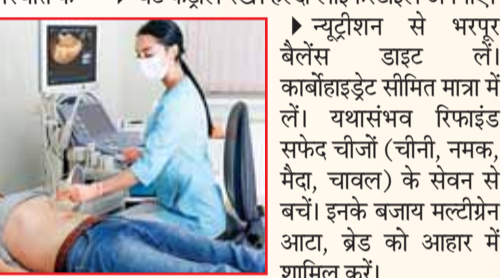 ▶ न्यूट्रीशन से भरपूर
बैलेंस डाइट लें।
कार्बोहाइड्रेट सीमित मात्रा में
लें। यथासंभव रिफाइंड
सफेद चीजों (चीनी, नमक,
मैदा, चावल) के सेवन से
बचें। इनके बजाय मल्टीग्रेन
आटा, ब्रेड को आहार में
शामिल करें।